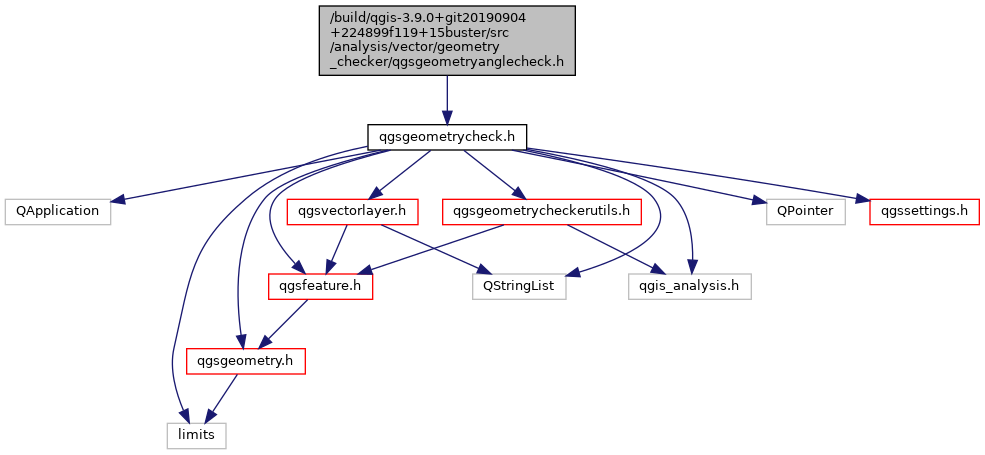 /build/qgis-3.9.0+git20190904
+224899f119+15buster/src
/analysis/vector/geometry
_checker/qgsgeometryanglecheck.h
qgsgeometrycheck.h
QApplication
qgsvectorlayer.h
qgsgeometrycheckerutils.h
QPointer
qgssettings.h
qgsfeature.h
QStringList
qgis_analysis.h
qgsgeometry.h
limits